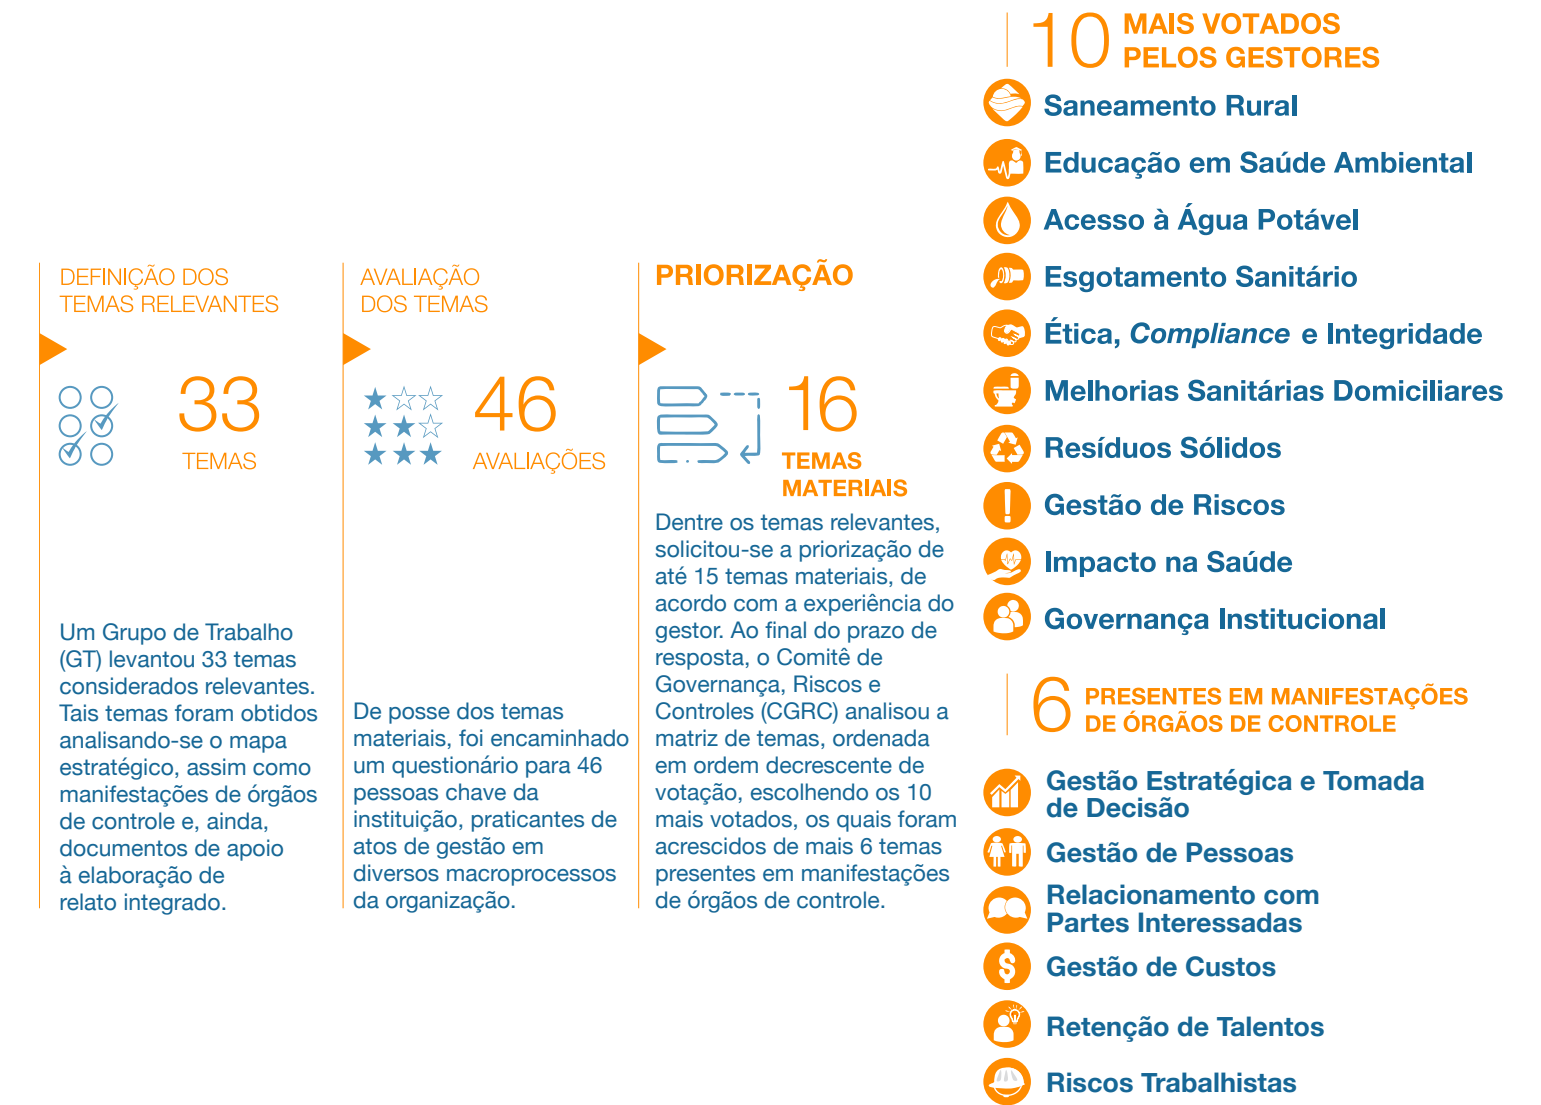 DEFINIÇÃO DOS
TEMAS RELEVANTES
33
TEMAS
Um Grupo de Trabalho
(GT) levantou 33 temas
considerados relevantes.
Tais temas foram obtidos
analisando-se o mapa
estratégico, assim como
manifestações de órgãos
de controle e, ainda,
documentos de apoio
à elaboração de
relato integrado.
AVALIAÇÃO
DOS TEMAS
46
AVALIAÇÕES
De posse dos temas
materiais, foi encaminhado
um questionário para 46
pessoas chave da
instituição, praticantes de
atos de gestão em
diversos macroprocessos
da organização.
PRIORIZAÇÃO
16
TEMAS
MATERIAIS
Dentre os temas relevantes,
solicitou-se a priorização de
até 15 temas materiais, de
acordo com a experiência do
gestor. Ao final do prazo de
resposta, o Comitê de
Governança, Riscos e
Controles (CGRC) analisou a
matriz de temas, ordenada
em ordem decrescente de
votação, escolhendo os 10
mais votados, os quais foram
acrescidos de mais 6 temas
presentes em manifestações
de órgãos de controle.
10 MAIS VOTADOS
PELOS GESTORES
Saneamento Rural
Educação em Saúde Ambiental
Acesso à Água Potável
Esgotamento Sanitário
Ética, Compliance e Integridade
Melhorias Sanitárias Domiciliares
Resíduos Sólidos
Gestão de Riscos
Impacto na Saúde
Governança Institucional
6 PRESENTES EM MANIFESTAÇÕES
DE ÓRGÃOS DE CONTROLE
Gestão Estratégica e Tomada
de Decisão
Gestão de Pessoas
Relacionamento com
Partes Interessadas
Gestão de Custos
Retenção de Talentos
Riscos Trabalhistas